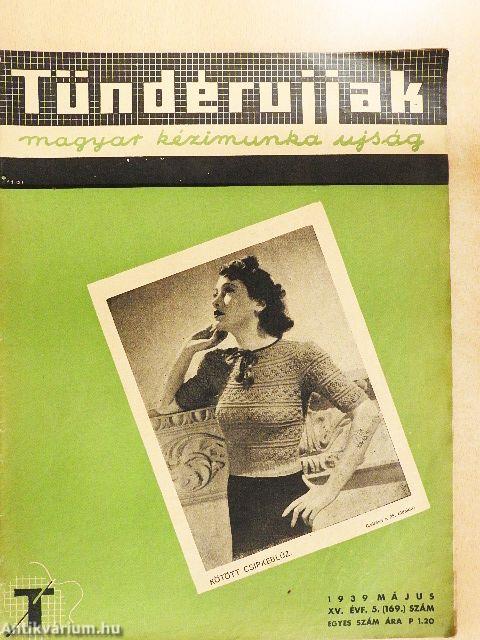 Tündérujjak
magyar kézimunka ujság
KÖTÖTT CSIPKEBLÚZ.
T
1939 MÁJUS
XV. ÉVF. 5. (169.) SZÁM
EGYES SZÁM ÁRA P 1.20
Antikvárium.hu